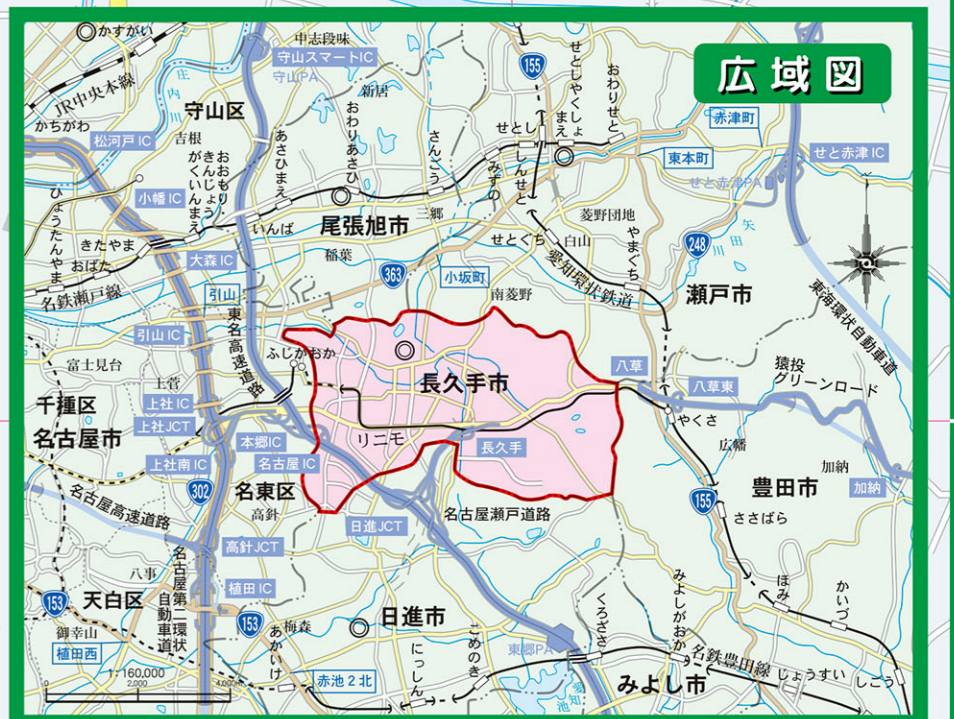 広域図
かすがい
中志段味
守山スマートIC
守山PA
155
せとしやくしょまえ
おわりせと
JR中央本線
庄内川
新居
守山区
赤津町
かちがわ
吉根
松河戸IC
あさひまえ
おわりあさひ
さんごう
せとし
しんせと
みずの
東本町
せと赤津IC
せと赤津PA
おおもり・きんじょうがくいんまえ
小幡IC
ひょうたんやま
尾張旭市
三郷
菱野団地
やまぐち
矢田川
きたやま
いんば
せとぐち
白山
248
おばた
大森IC
稲葉
363
小坂町
愛知環状鉄道
名鉄瀬戸線
引山
南菱野
瀬戸市
東海環状自動車道
東名高速道路
引山IC
ふじがおか
富士見台
上菅
長久手市
八草
八草東
猿投グリーンロード
千種区
上社IC
名古屋市
上社JCT
本郷IC
リニモ
やくさ
上社南IC
名古屋IC
長久手
広幡
加納
加納
302
名東区
豊田市
155
高針
名古屋瀬戸道路
日進JCT
ささばら
名古屋高速道路
高針JCT
八事
名古屋第二環状自動車道
植田IC
153
天白区
153
日進市
みよしがおか
ほみ
かいづ
くろざさ
御幸山
梅森
あかいけ
植田西
にっしん
こめのき
東郷PA
名鉄豊田線
じょうすい
しごう
1:160,000
0
2,000
4,000
赤池2北
愛知池
みよし市